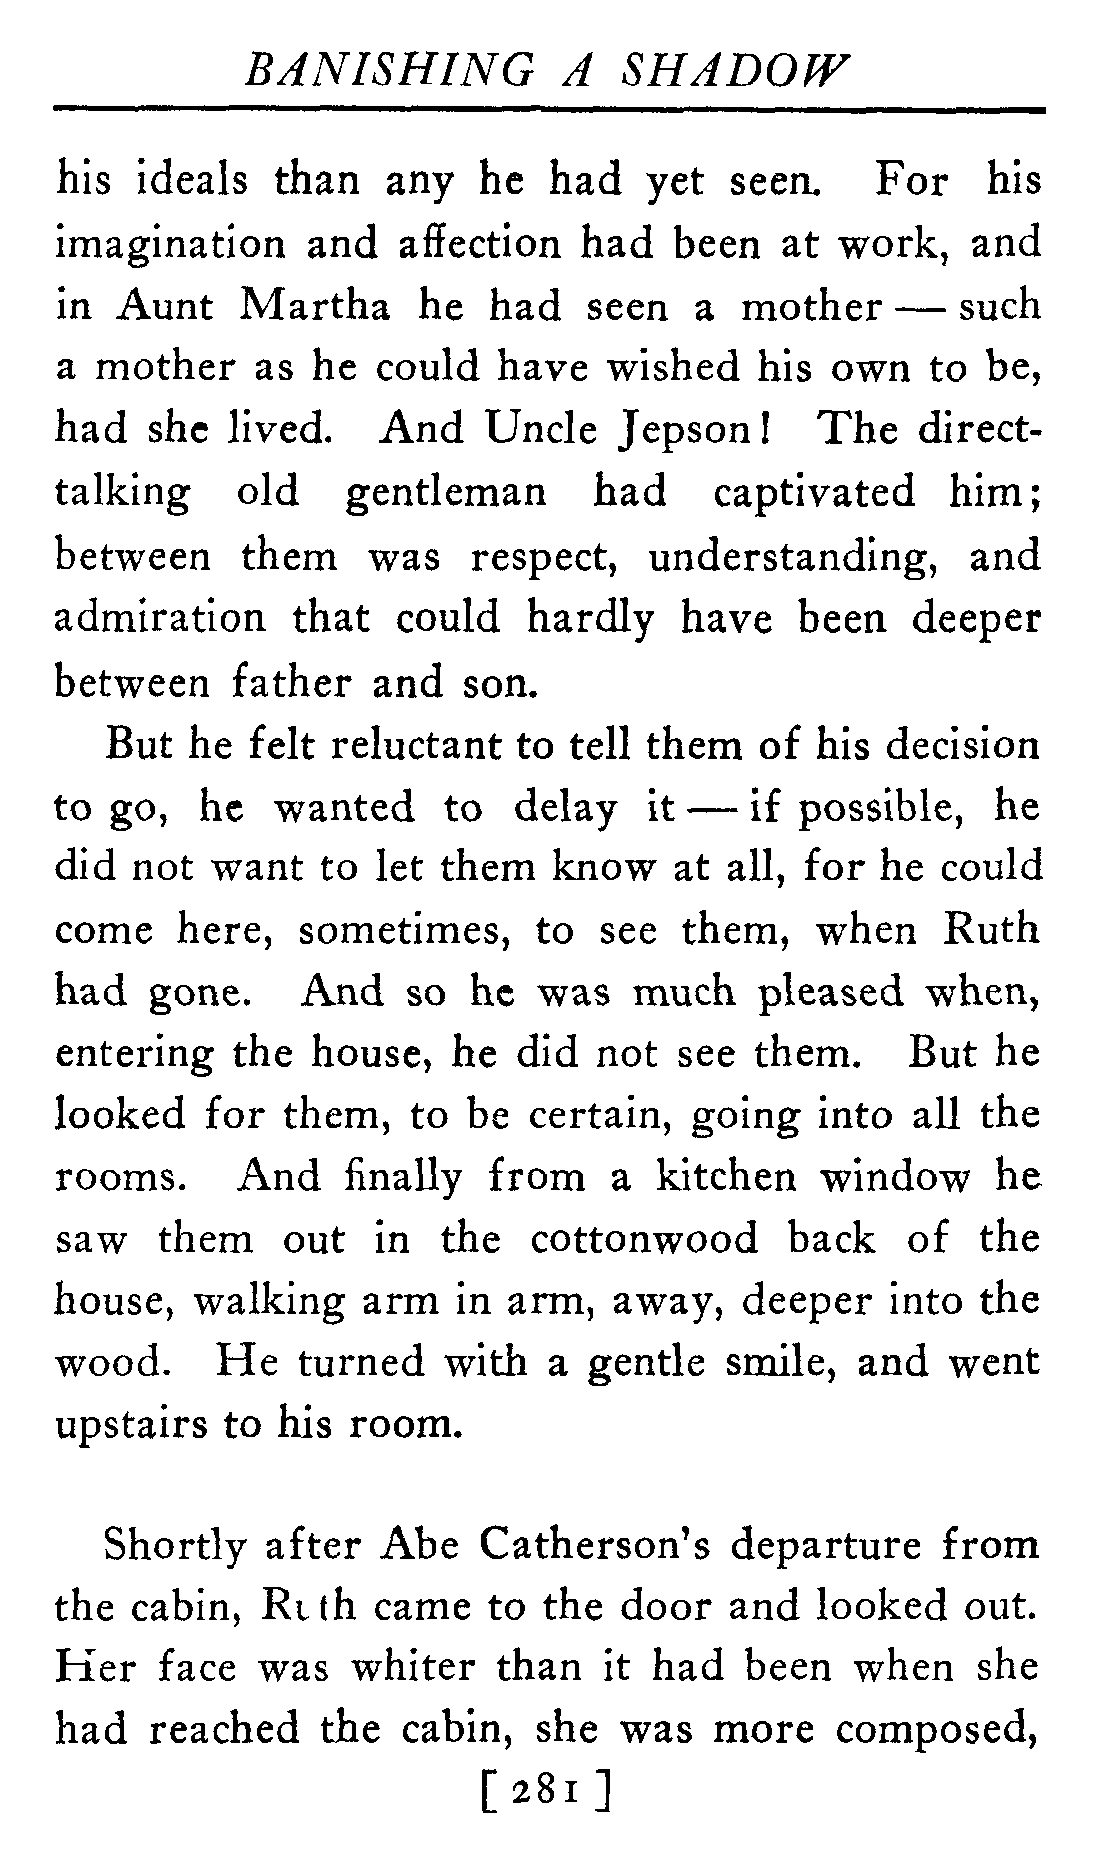 BANISHING A SHADOW
his ideals than any he had yet seen. For his
imagination and affection had been at work, and
in Aunt Martha he had seen a mother — such
a mother as he could have wished his own to be,
had she lived. And Uncle Jepson! The direct-
talking old gentleman had captivated him;
between them was respect, understanding, and
admiration that could hardly have been deeper
between father and son.
But he felt reluctant to tell them of his decision
to go, he wanted to delay it — if possible, he
did not want to let them know at all, for he could
come here, sometimes, to see them, when Ruth
had gone. And so he was much pleased when,
entering the house, he did not see them. But he
looked for them, to be certain, going into all the
rooms. And finally from a kitchen window he
saw them out in the cottonwood back of the
house, walking arm in arm, away, deeper into the
wood. He turned with a gentle smile, and went
upstairs to his room.
Shortly after Abe Catherson's departure from
the cabin, Ruth came to the door and looked out.
Her face was whiter than it had been when she
had reached the cabin, she was more composed,
[ 281 ]